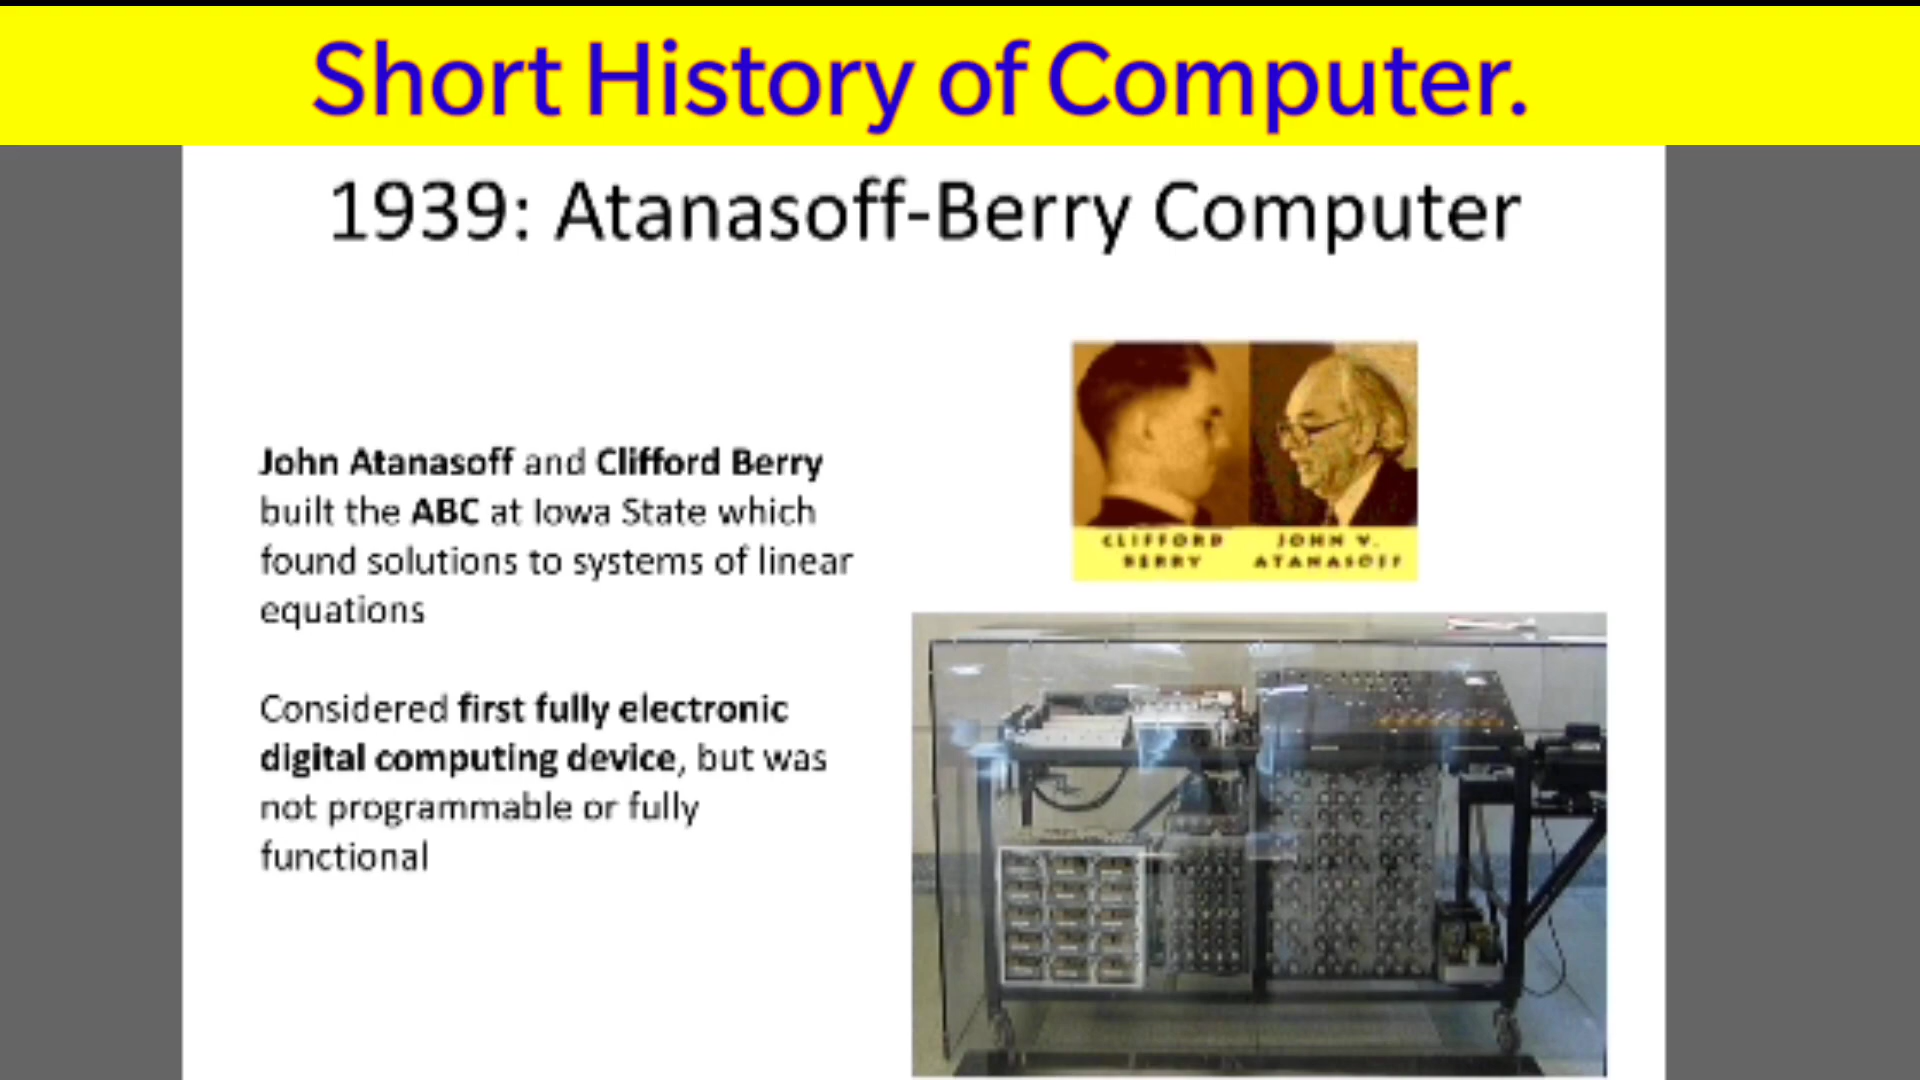 Short History of Computer.
1939: Atanasoff-Berry Computer
John Atanasoff and Clifford Berry
built the ABC at Iowa State which
found solutions to systems of linear
equations
Considered first fully electronic
digital computing device, but was
not programmable or fully
functional
CLIFFORD BERRY
JOHN V. ATANASOFF